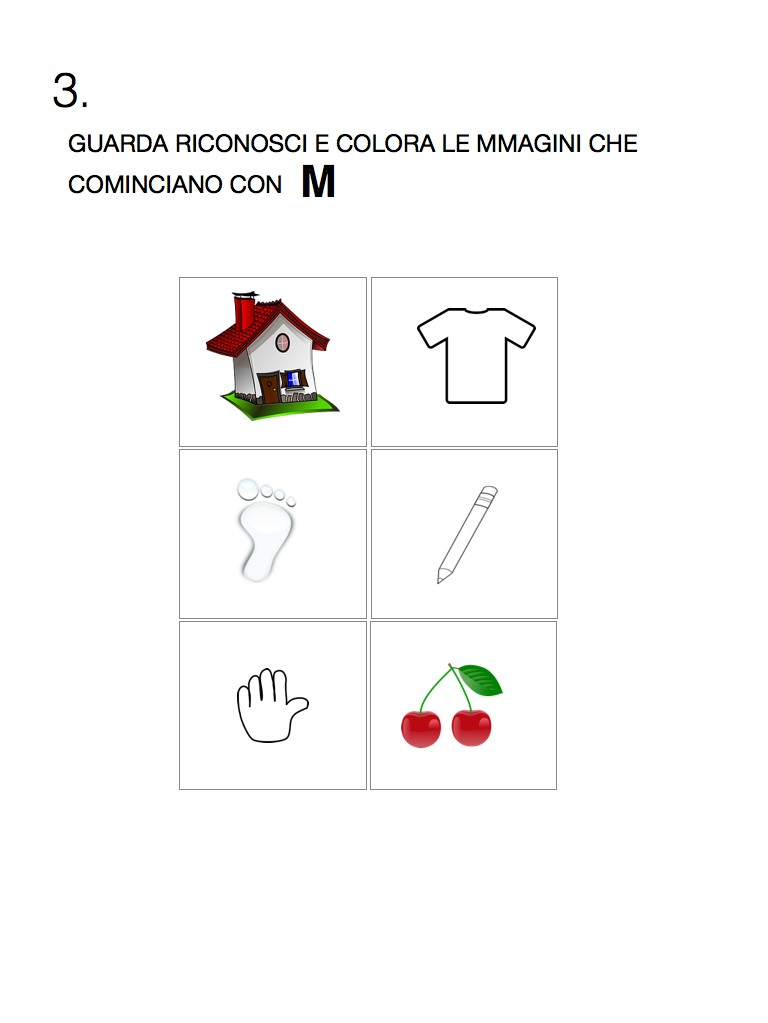 3.
GUARDA RICONOSCI E COLORA LE MMAGINI CHE
COMINCIANO CON M